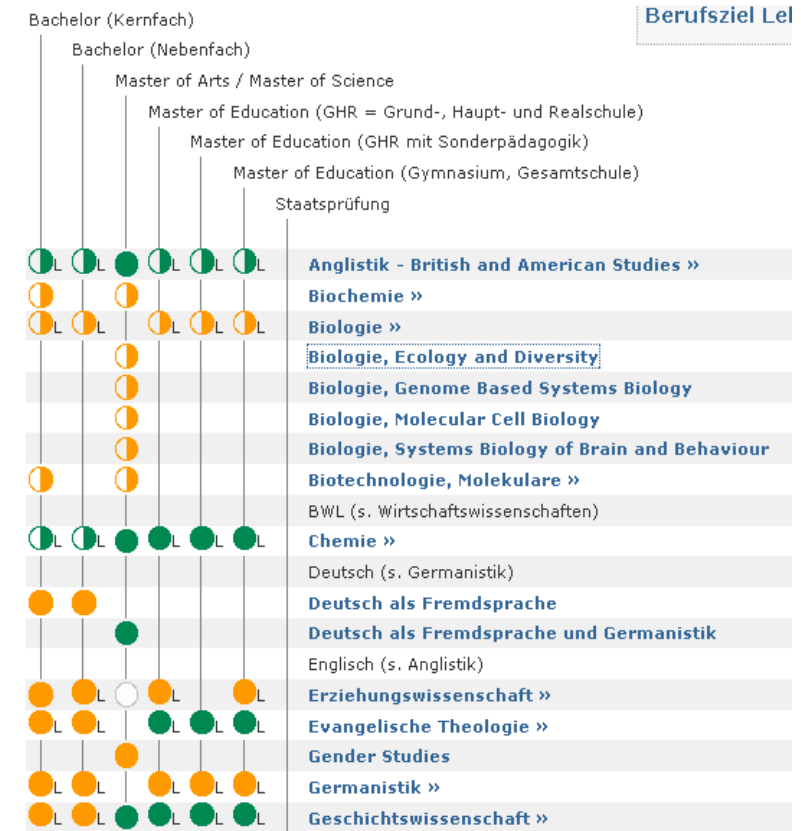 Bachelor (Kernfach)
Berufsziel Lel
Bachelor (Nebenfach)
Master of Arts / Master of Science
Master of Education (GHR = Grund-, Haupt- und Realschule)
Master of Education (GHR mit Sonderpädagogik)
Master of Education (Gymnasium, Gesamtschule)
Staatsprüfung
L L L L L Anglistik - British and American Studies »
Biochemie »
L L L L L Biologie »
Biologie, Ecology and Diversity
Biologie, Genome Based Systems Biology
Biologie, Molecular Cell Biology
Biologie, Systems Biology of Brain and Behaviour
Biotechnologie, Molekulare »
BWL (s. Wirtschaftswissenschaften)
L L L L L Chemie »
Deutsch (s. Germanistik)
Deutsch als Fremdsprache
Deutsch als Fremdsprache und Germanistik
Englisch (s. Anglistik)
L L L Erziehungswissenschaft »
L L L L L Evangelische Theologie »
Gender Studies
L L L L L Germanistik »
L L L L L Geschichtswissenschaft »